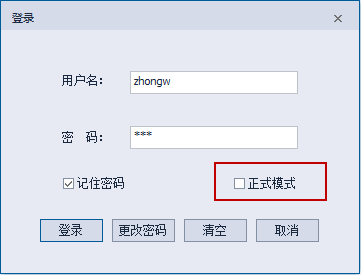 登录
用户名： zhongw
密 码： ***
记住密码 正式模式
登录 更改密码 清空 取消